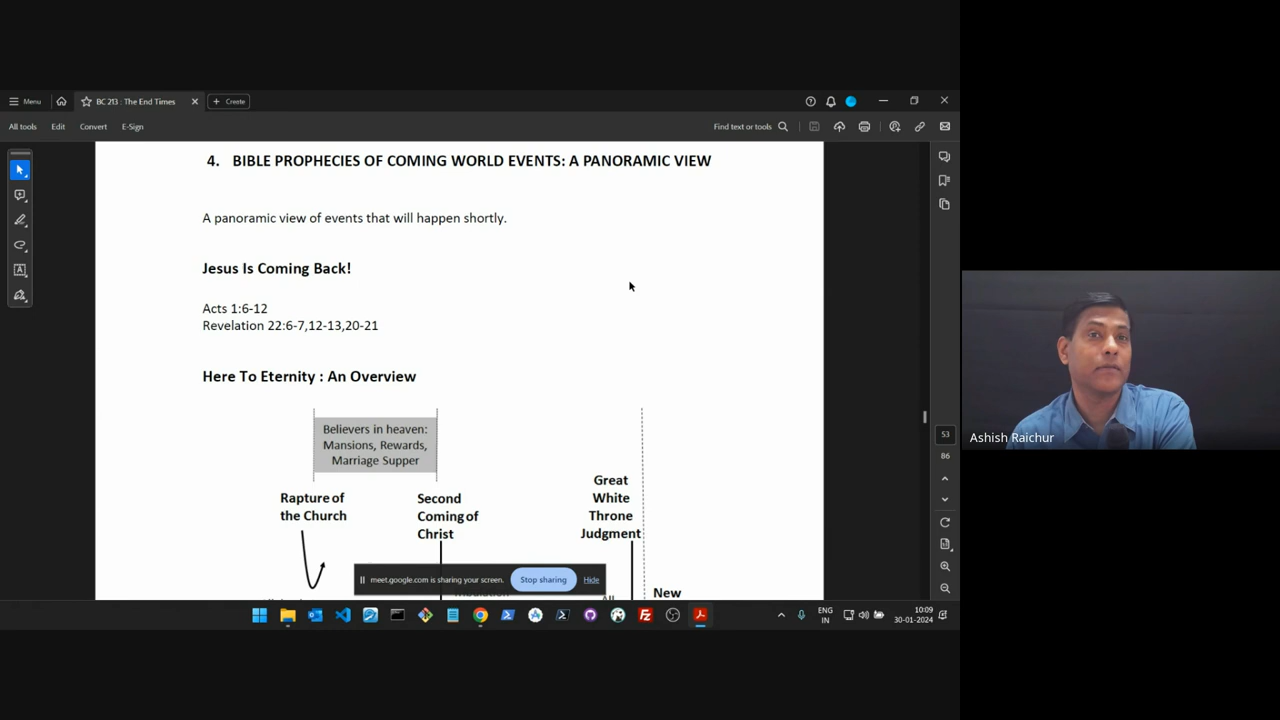 Menu
BC 213 : The End Times
Create
All tools
Edit
Convert
E-Sign
Find text or tools
4. BIBLE PROPHECIES OF COMING WORLD EVENTS: A PANORAMIC VIEW
A panoramic view of events that will happen shortly.
Jesus Is Coming Back!
Acts 1:6-12
Revelation 22:6-7,12-13,20-21
Here To Eternity : An Overview
Believers in heaven:
Mansions, Rewards,
Marriage Supper
Rapture of
the Church
Second
Coming of
Christ
Great
White
Throne
Judgment
New
53
86
meet.google.com is sharing your screen.
Stop sharing
Hide
ENG
IN
10:09
30-01-2024
Ashish Raichur